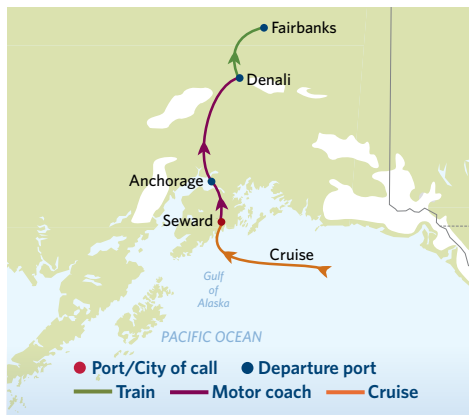 Fairbanks
Denali
Anchorage
Seward
Cruise
Gulf
of
Alaska
PACIFIC OCEAN
Port/City of call Departure port
Train Motor coach Cruise